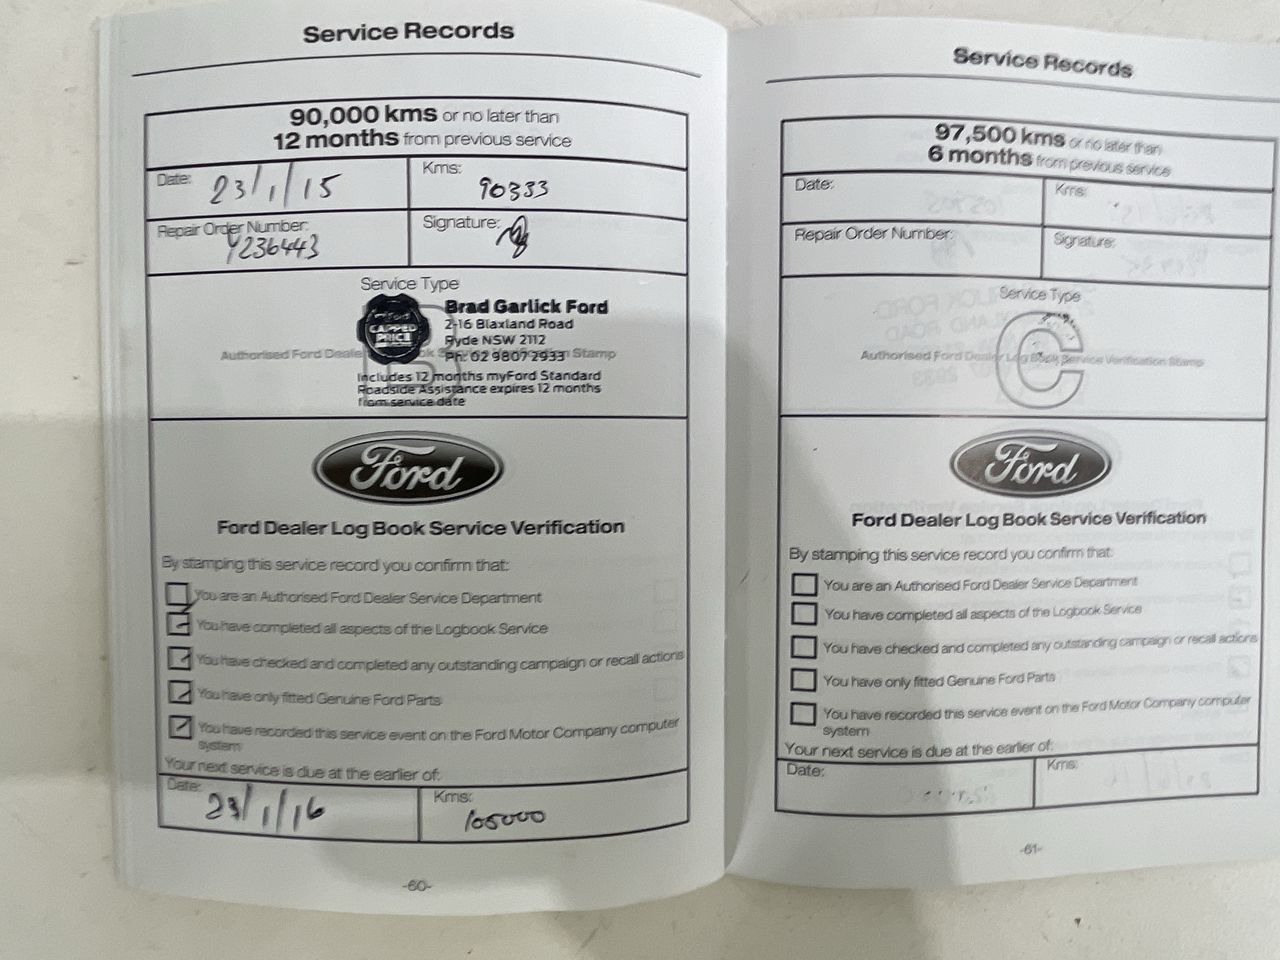 Service Records
90,000 kms or no later than
12 months from previous service
Date: 23/1/15
Kms: 90333
Repair Order Number: Y236443
Signature:
Service Type
B
CAPPED
PRICE
Brad Garlick Ford
2-16 Blaxland Road
Ryde NSW 2112
Ph: 02 9807 2933
Authorised Ford Dealer Log Book Service Verification Stamp
Includes 12 months myFord Standard
Roadside Assistance expires 12 months
from service date
Ford
Ford Dealer Log Book Service Verification
By stamping this service record you confirm that:
You are an Authorised Ford Dealer Service Department
You have completed all aspects of the Logbook Service
You have checked and completed any outstanding campaign or recall actions
You have only fitted Genuine Ford Parts
You have recorded this service event on the Ford Motor Company computer
system
Your next service is due at the earlier of:
Date: 23/1/16
Kms: 105000
-60-
Service Records
97,500 kms or no later than
6 months from previous service
Date:
Kms:
Repair Order Number:
Signature:
Service Type
C
Authorised Ford Dealer Log Book Service Verification Stamp
Ford
Ford Dealer Log Book Service Verification
By stamping this service record you confirm that:
You are an Authorised Ford Dealer Service Department
You have completed all aspects of the Logbook Service
You have checked and completed any outstanding campaign or recall actions
You have only fitted Genuine Ford Parts
You have recorded this service event on the Ford Motor Company computer
system
Your next service is due at the earlier of:
Date:
Kms:
-61-